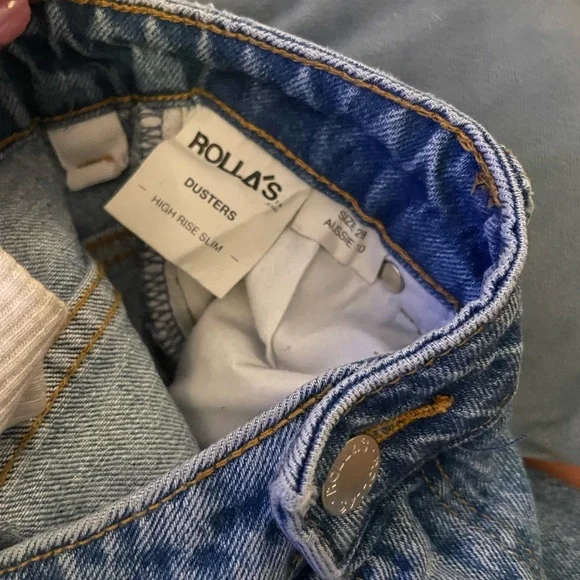 ROLLA'S
DUSTERS
- HIGH RISE SLIM -
SIZE 28
AUSSIE 10